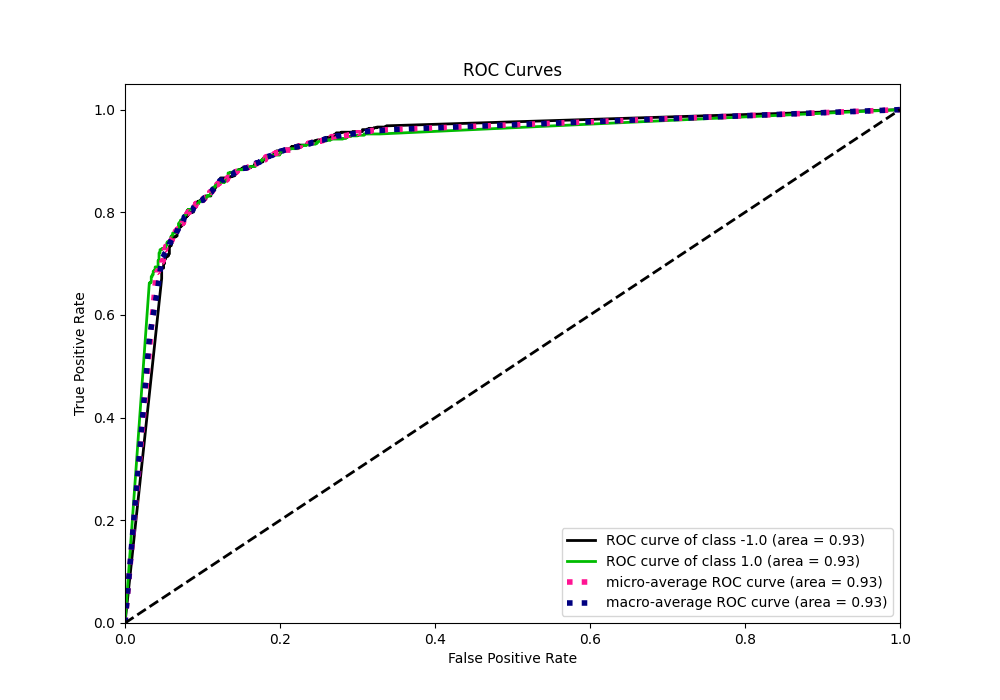 ROC Curves
True Positive Rate
1.0
0.8
0.6
0.4
0.2
0.0
0.0 0.2 0.4 0.6 0.8 1.0
False Positive Rate
ROC curve of class -1.0 (area = 0.93)
ROC curve of class 1.0 (area = 0.93)
micro-average ROC curve (area = 0.93)
macro-average ROC curve (area = 0.93)